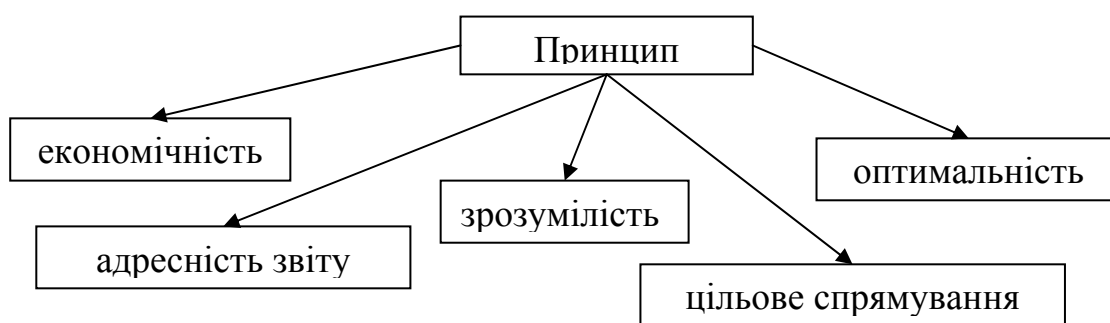 Принцип
економічність
оптимальність
зрозумілість
адресність звіту
цільове спрямування